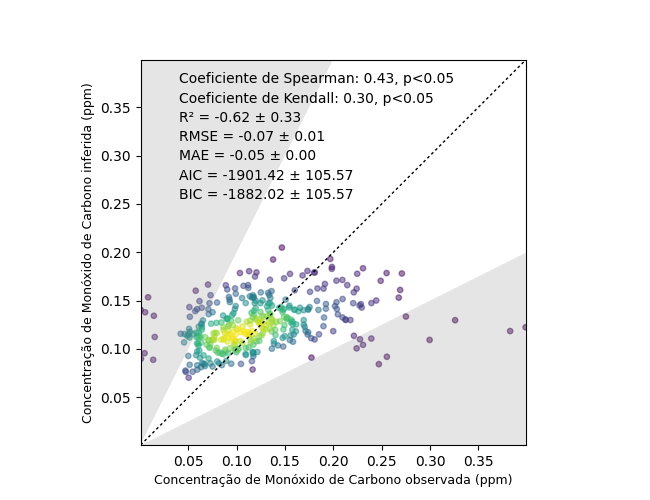 Coeficiente de Spearman: 0.43, p<0.05
Coeficiente de Kendall: 0.30, p<0.05
R² = -0.62 ± 0.33
RMSE = -0.07 ± 0.01
MAE = -0.05 ± 0.00
AIC = -1901.42 ± 105.57
BIC = -1882.02 ± 105.57
Concentração de Monóxido de Carbono inferida (ppm)
0.35
0.30
0.25
0.20
0.15
0.10
0.05
0.05 0.10 0.15 0.20 0.25 0.30 0.35
Concentração de Monóxido de Carbono observada (ppm)